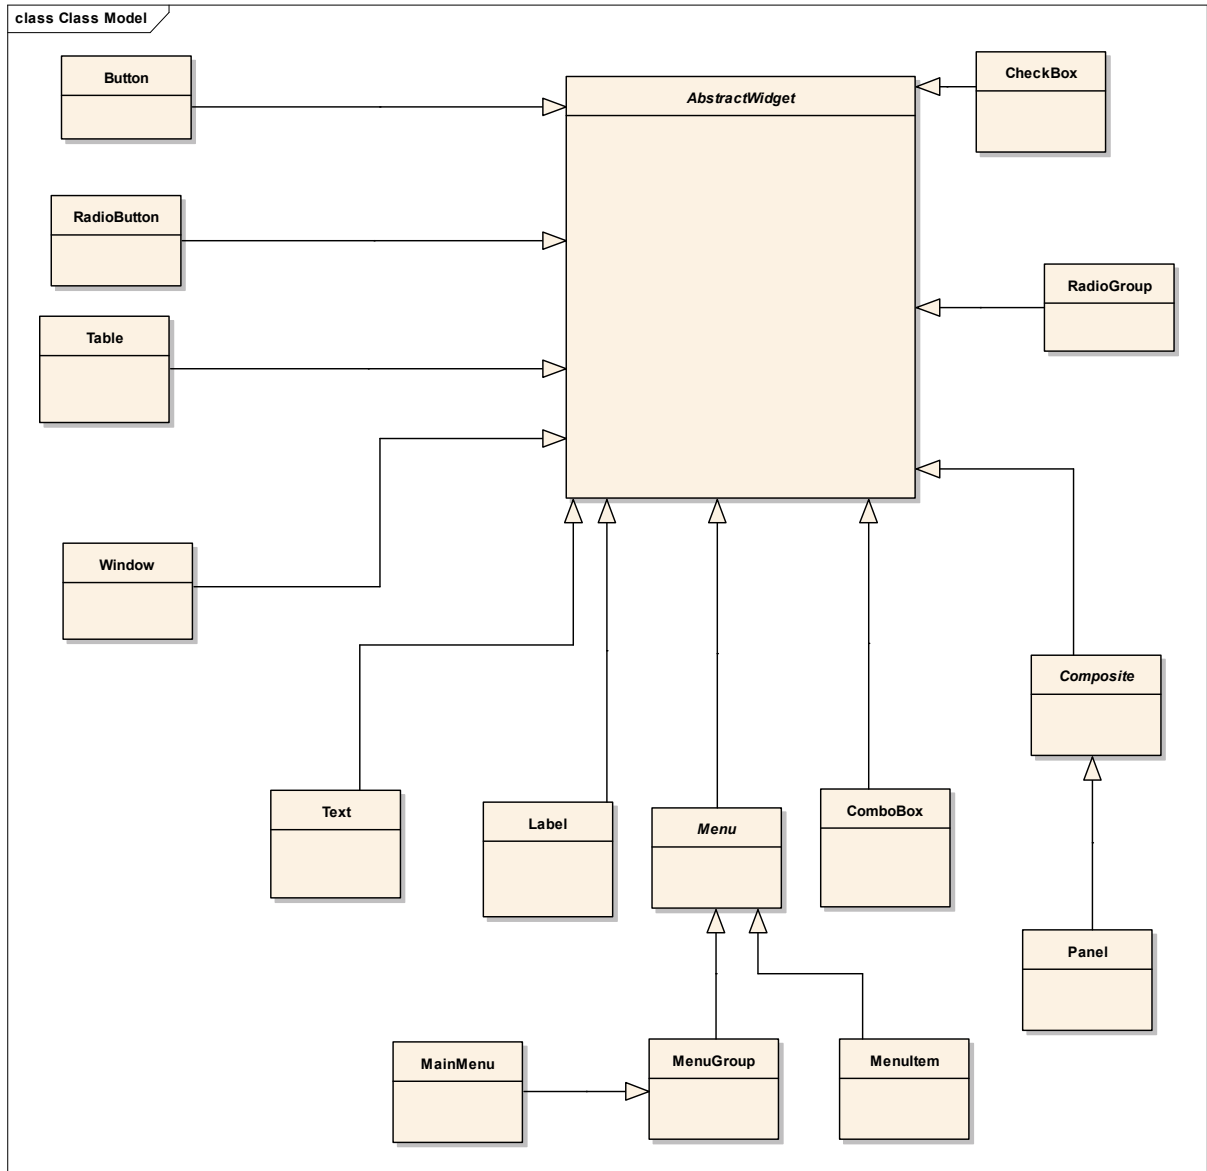 class Class Model
Button
AbstractWidget
CheckBox
RadioButton
RadioGroup
Table
Window
Composite
Text
Label
Menu
ComboBox
Panel
MainMenu
MenuGroup
MenuItem